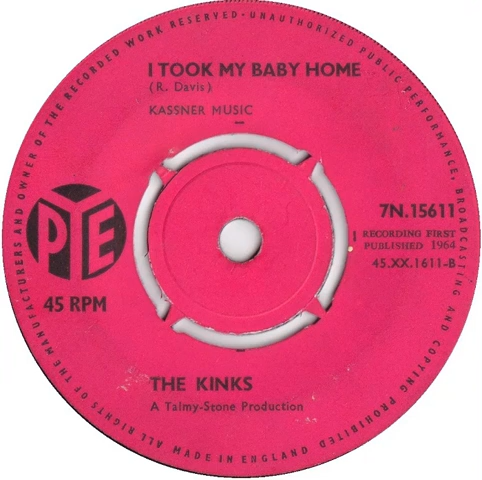 MANUFACTURERS AND OWNER OF THE RECORDED WORK RESERVED - UNAUTHORIZED PUBLIC PERFORMANCE, BROADCASTING AND COPYING PROHIBITED
ALL RIGHTS OF THE
I TOOK MY BABY HOME
(R. Davis)
KASSNER MUSIC
PYE
7N.15611
RECORDING FIRST
PUBLISHED 1964
45.XX.1611-B
45 RPM
THE KINKS
A Talmy-Stone Production
MADE IN ENGLAND